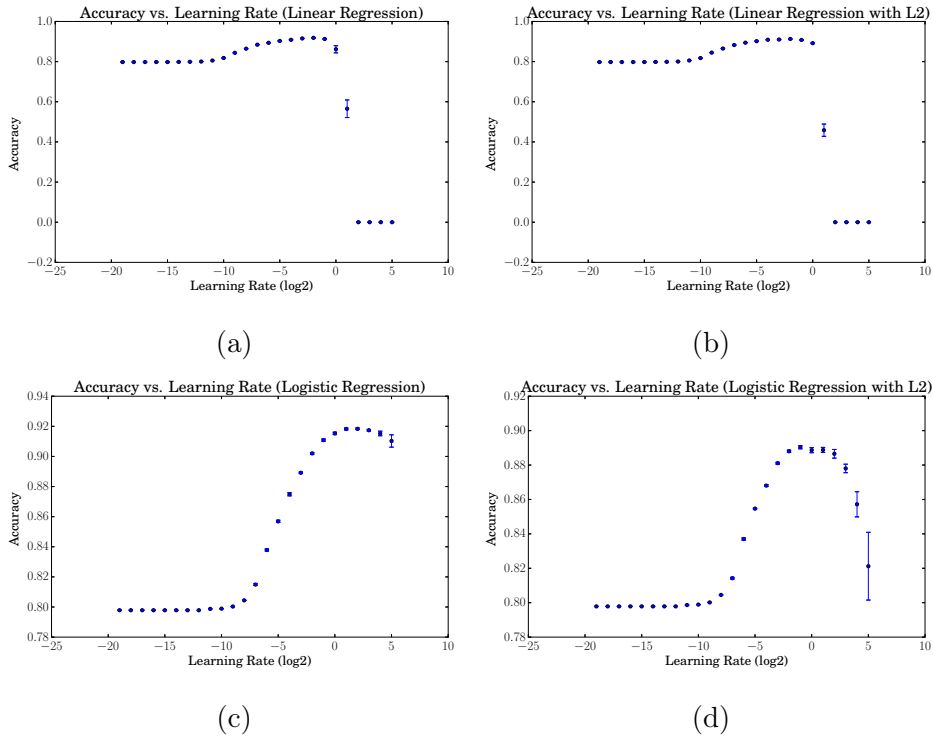 Accuracy vs. Learning Rate (Linear Regression)
1.0
0.8
0.6
0.4
0.2
0.0
−0.2
Accuracy
−25 −20 −15 −10 −5 0 5 10
Learning Rate (log2)
(a)
Accuracy vs. Learning Rate (Linear Regression with L2)
1.0
0.8
0.6
0.4
0.2
0.0
−0.2
Accuracy
−25 −20 −15 −10 −5 0 5 10
Learning Rate (log2)
(b)
Accuracy vs. Learning Rate (Logistic Regression)
0.94
0.92
0.90
0.88
0.86
0.84
0.82
0.80
0.78
Accuracy
−25 −20 −15 −10 −5 0 5 10
Learning Rate (log2)
(c)
Accuracy vs. Learning Rate (Logistic Regression with L2)
0.92
0.90
0.88
0.86
0.84
0.82
0.80
0.78
Accuracy
−25 −20 −15 −10 −5 0 5 10
Learning Rate (log2)
(d)